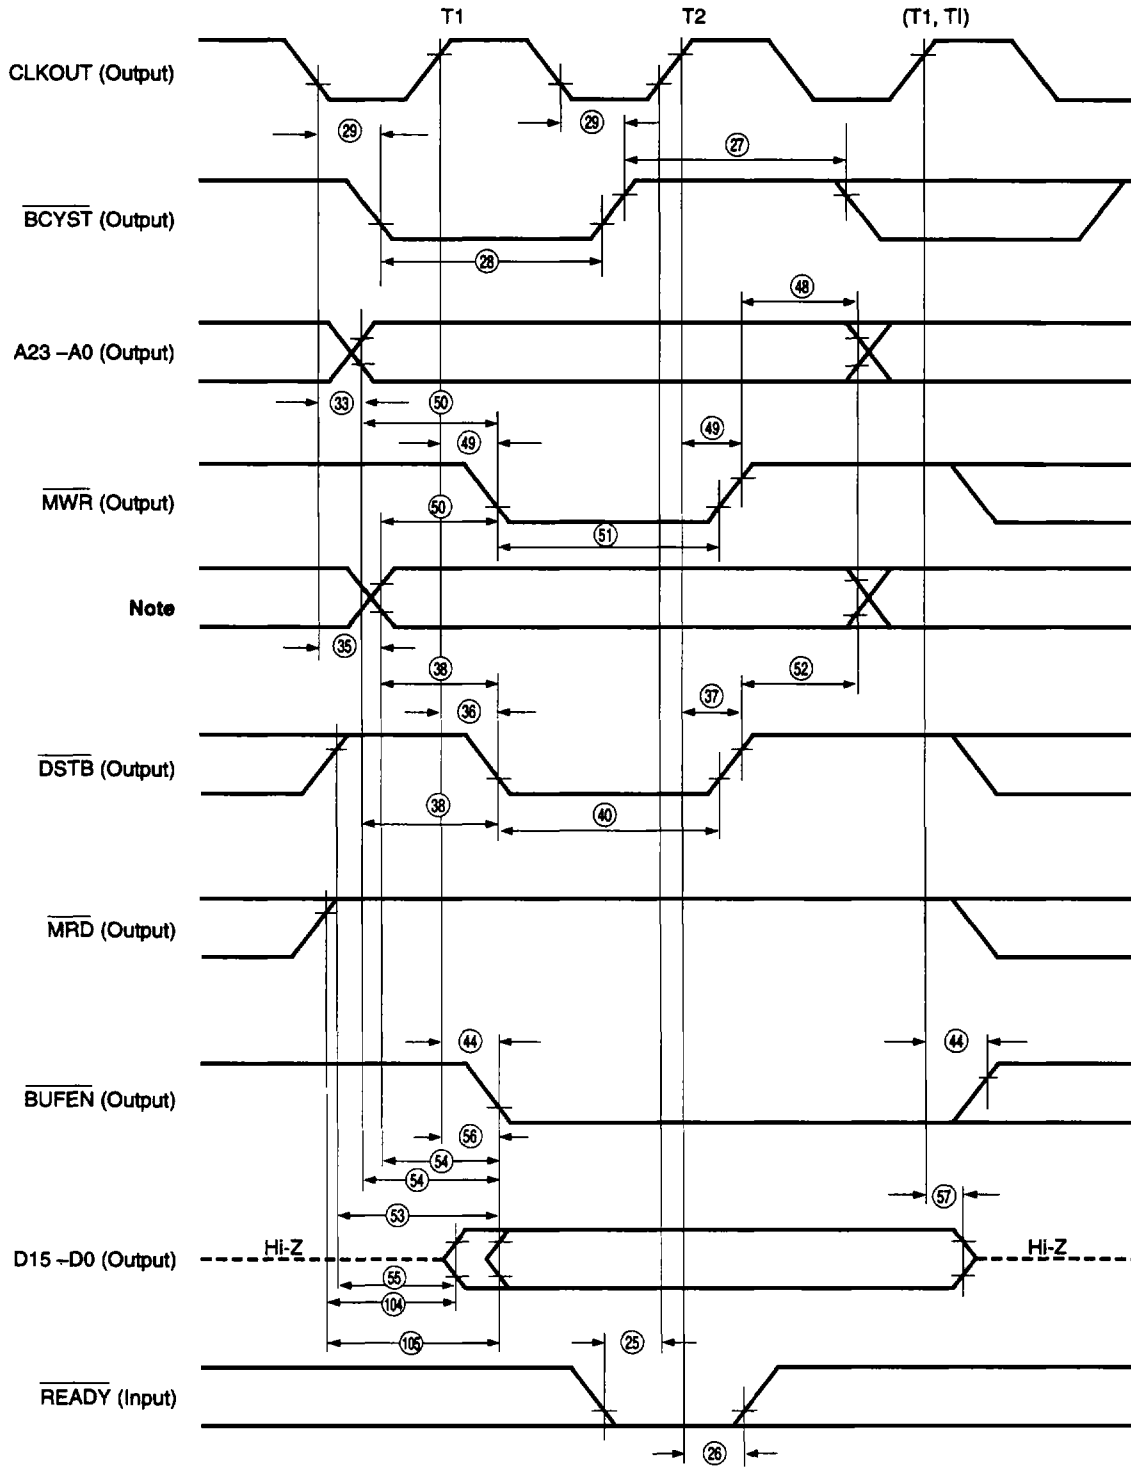 T1 T2 (T1, TI)
CLKOUT (Output)
29 29
27
BCYST (Output)
28
48
A23 –A0 (Output)
33 50
49 49
MWR (Output)
50
51
Note
35
38 52
36 37
DSTB (Output)
38 40
MRD (Output)
44 44
BUFEN (Output)
56
54
54
57
53
Hi-Z Hi-Z
D15 –D0 (Output)
55
104
105 25
READY (Input)
26